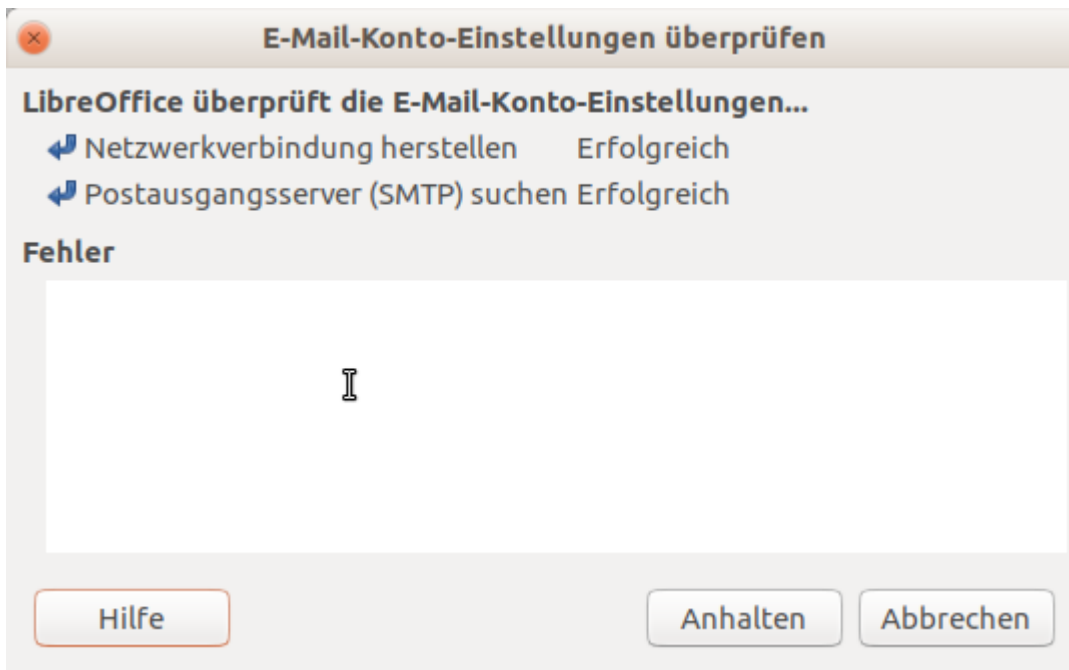 E-Mail-Konto-Einstellungen überprüfen
LibreOffice überprüft die E-Mail-Konto-Einstellungen...
Netzwerkverbindung herstellen Erfolgreich
Postausgangsserver (SMTP) suchen Erfolgreich
Fehler
Hilfe Anhalten Abbrechen